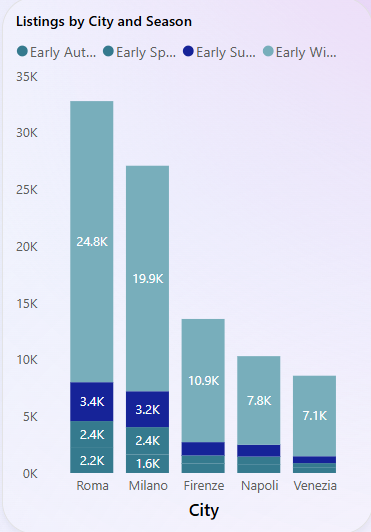 Listings by City and Season
Early Aut... Early Sp... Early Su... Early Wi...
35K
30K
25K
20K
15K
10K
5K
0K
24.8K
3.4K
2.4K
2.2K
19.9K
3.2K
2.4K
1.6K
10.9K
7.8K
7.1K
Roma Milano Firenze Napoli Venezia
City